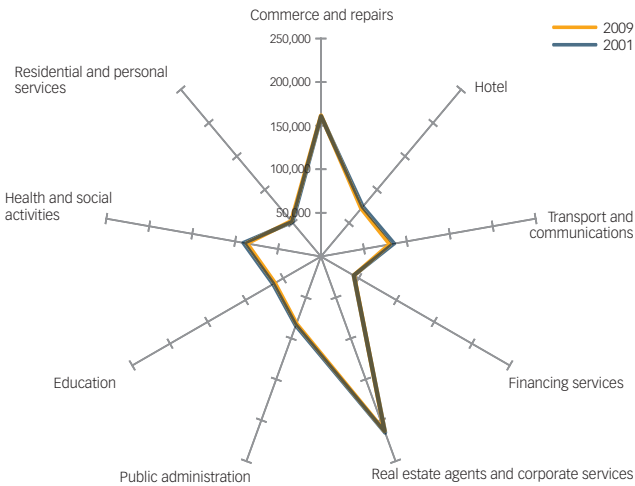 Commerce and repairs
2009
2001
250,000
200,000
150,000
100,000
50,000
Residential and personal
services
Hotel
Health and social
activities
Transport and
communications
Education
Financing services
Public administration
Real estate agents and corporate services